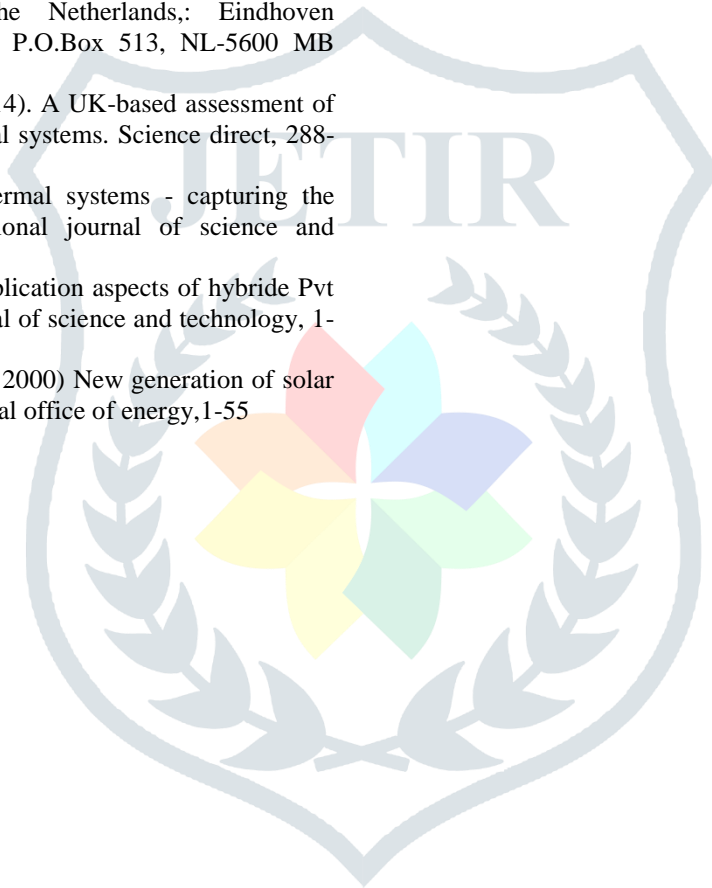 he Netherlands,: Eindhoven
P.O.Box 513, NL-5600 MB
14). A UK-based assessment of
al systems. Science direct, 288-
ermal systems - capturing the
ional journal of science and
plication aspects of hybride Pvt
al of science and technology, 1-
2000) New generation of solar
al office of energy,1-55
JETIR